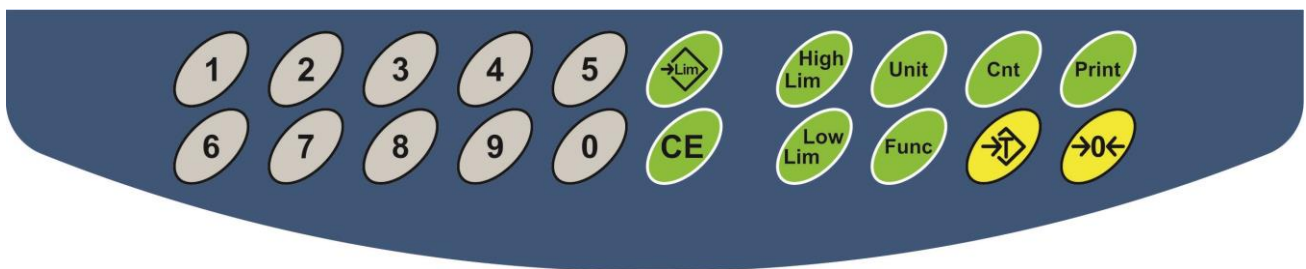 1 2 3 4 5 →Lim High Lim Unit Cnt Print
6 7 8 9 0 CE Low Lim Func →T →0←